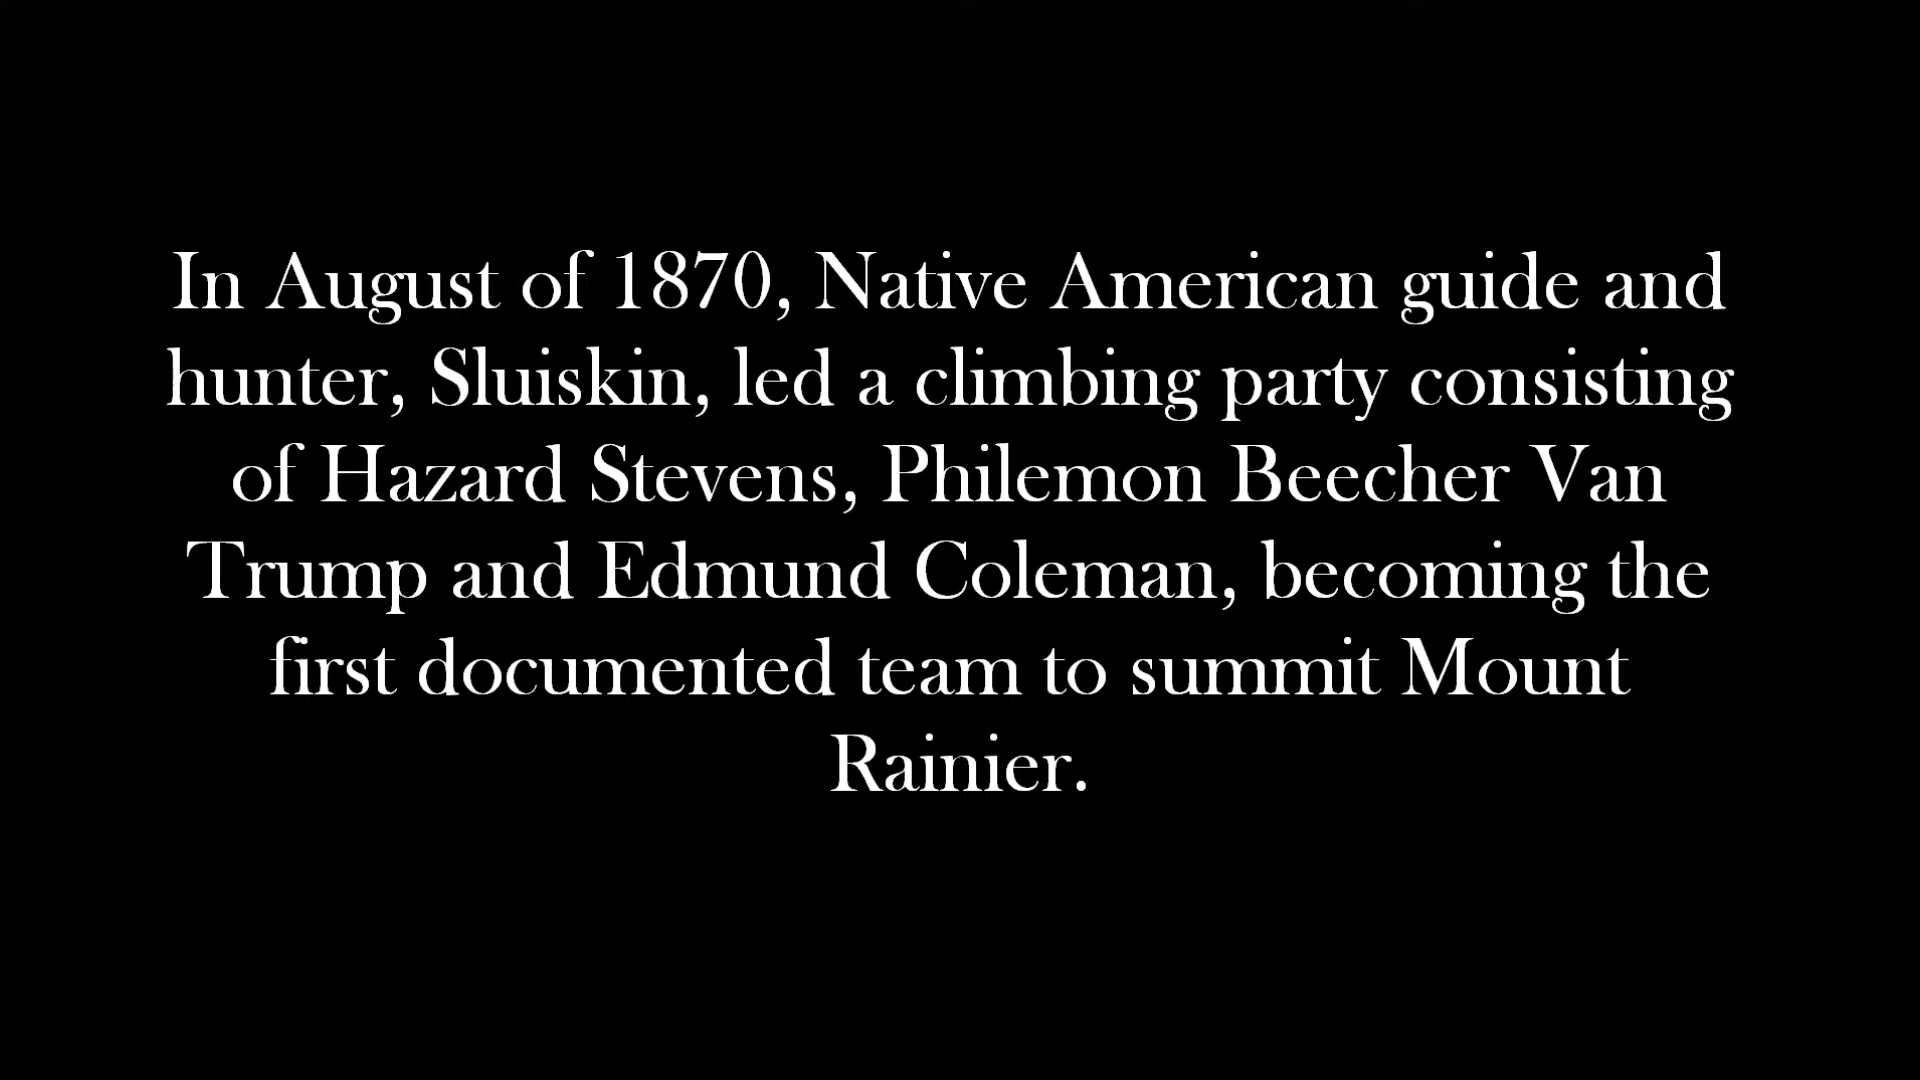 In August of 1870, Native American guide and
hunter, Sluiskin, led a climbing party consisting
of Hazard Stevens, Philemon Beecher Van
Trump and Edmund Coleman, becoming the
first documented team to summit Mount
Rainier.